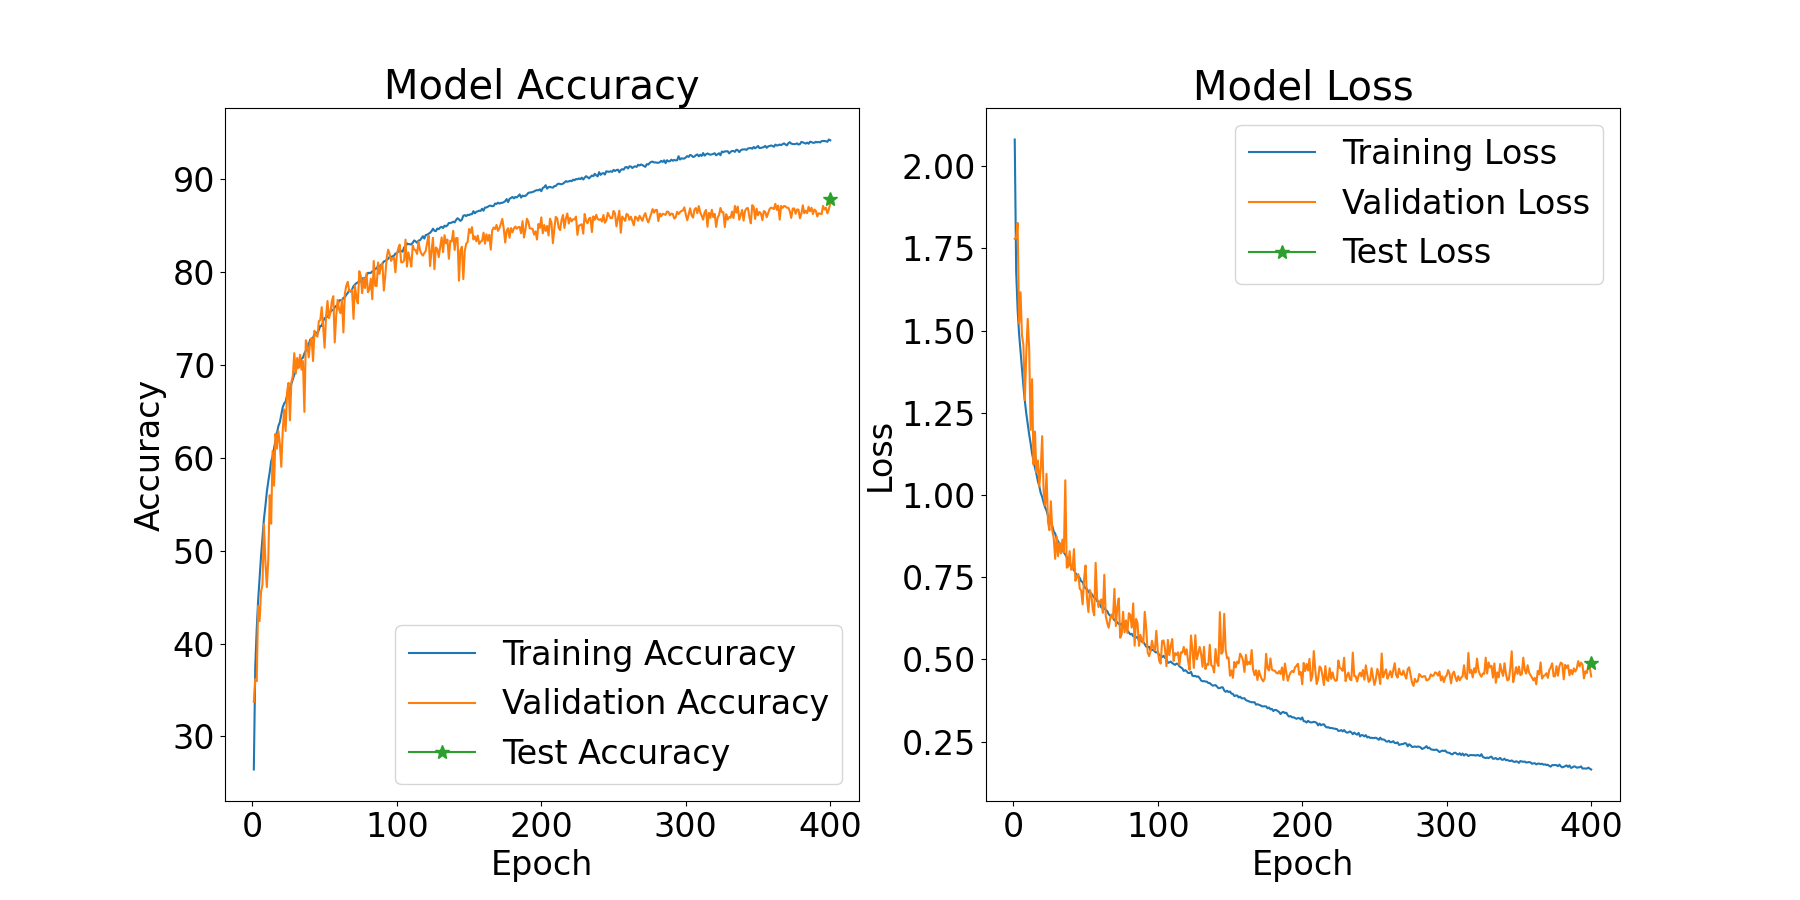 Model Accuracy
Accuracy
90
80
70
60
50
40
30
Training Accuracy
Validation Accuracy
Test Accuracy
0 100 200 300 400
Epoch
Model Loss
Loss
2.00
1.75
1.50
1.25
1.00
0.75
0.50
0.25
Training Loss
Validation Loss
Test Loss
0 100 200 300 400
Epoch